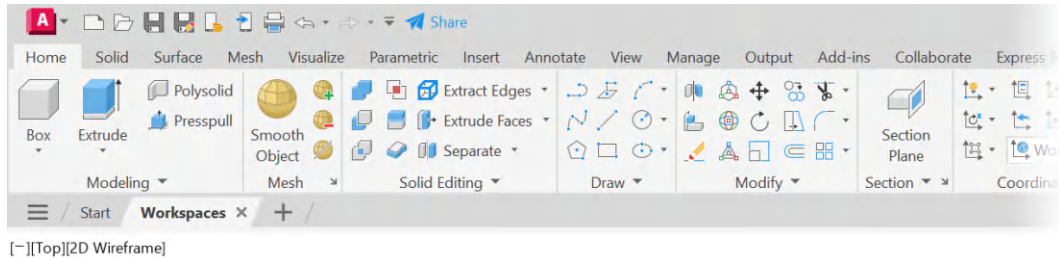 A Share
Home Solid Surface Mesh Visualize Parametric Insert Annotate View Manage Output Add-ins Collaborate Express
Polysolid Extract Edges
Presspull Extrude Faces
Box Extrude Smooth Object Separate Section Plane
Modeling Mesh Solid Editing Draw Modify Section
Start Workspaces
[−][Top][2D Wireframe]